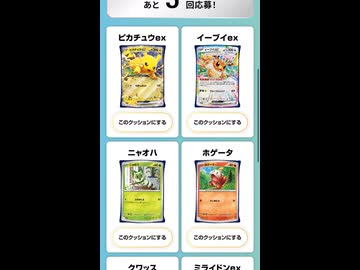 あと5回応募!
ピカチュウex
イーブイex
このクッションにする
このクッションにする
ニャオハ
ホゲータ
このクッションにする
このクッションにする
クワッス
ミライドンex